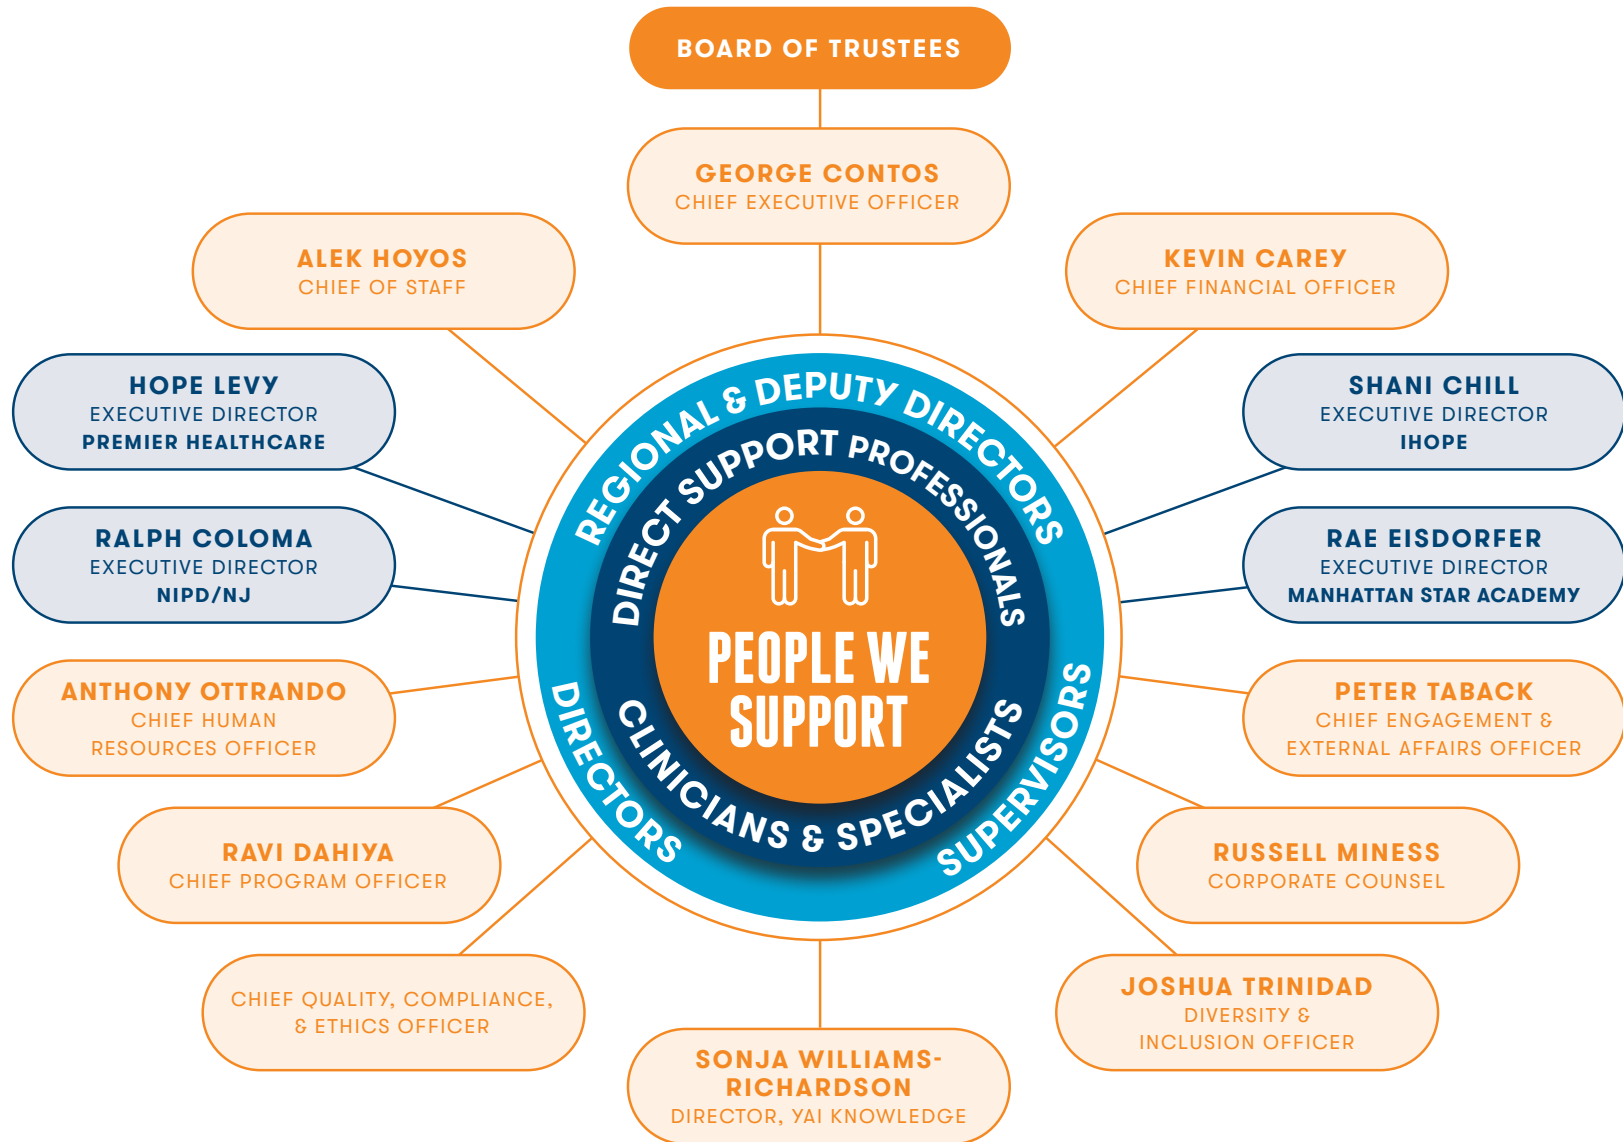 BOARD OF TRUSTEES
GEORGE CONTOS
CHIEF EXECUTIVE OFFICER
ALEK HOYOS
CHIEF OF STAFF
KEVIN CAREY
CHIEF FINANCIAL OFFICER
HOPE LEVY
EXECUTIVE DIRECTOR
PREMIER HEALTHCARE
SHANI CHILL
EXECUTIVE DIRECTOR
IHOPE
RALPH COLOMA
EXECUTIVE DIRECTOR
NIPD/NJ
RAE EISDORFER
EXECUTIVE DIRECTOR
MANHATTAN STAR ACADEMY
REGIONAL & DEPUTY DIRECTORS
DIRECT SUPPORT PROFESSIONALS
PEOPLE WE
SUPPORT
CLINICIANS & SPECIALISTS
DIRECTORS
SUPERVISORS
ANTHONY OTTRANDO
CHIEF HUMAN
RESOURCES OFFICER
PETER TABACK
CHIEF ENGAGEMENT &
EXTERNAL AFFAIRS OFFICER
RAVI DAHIYA
CHIEF PROGRAM OFFICER
RUSSELL MINESS
CORPORATE COUNSEL
CHIEF QUALITY, COMPLIANCE,
& ETHICS OFFICER
JOSHUA TRINIDAD
DIVERSITY &
INCLUSION OFFICER
SONJA WILLIAMS-
RICHARDSON
DIRECTOR, YAI KNOWLEDGE